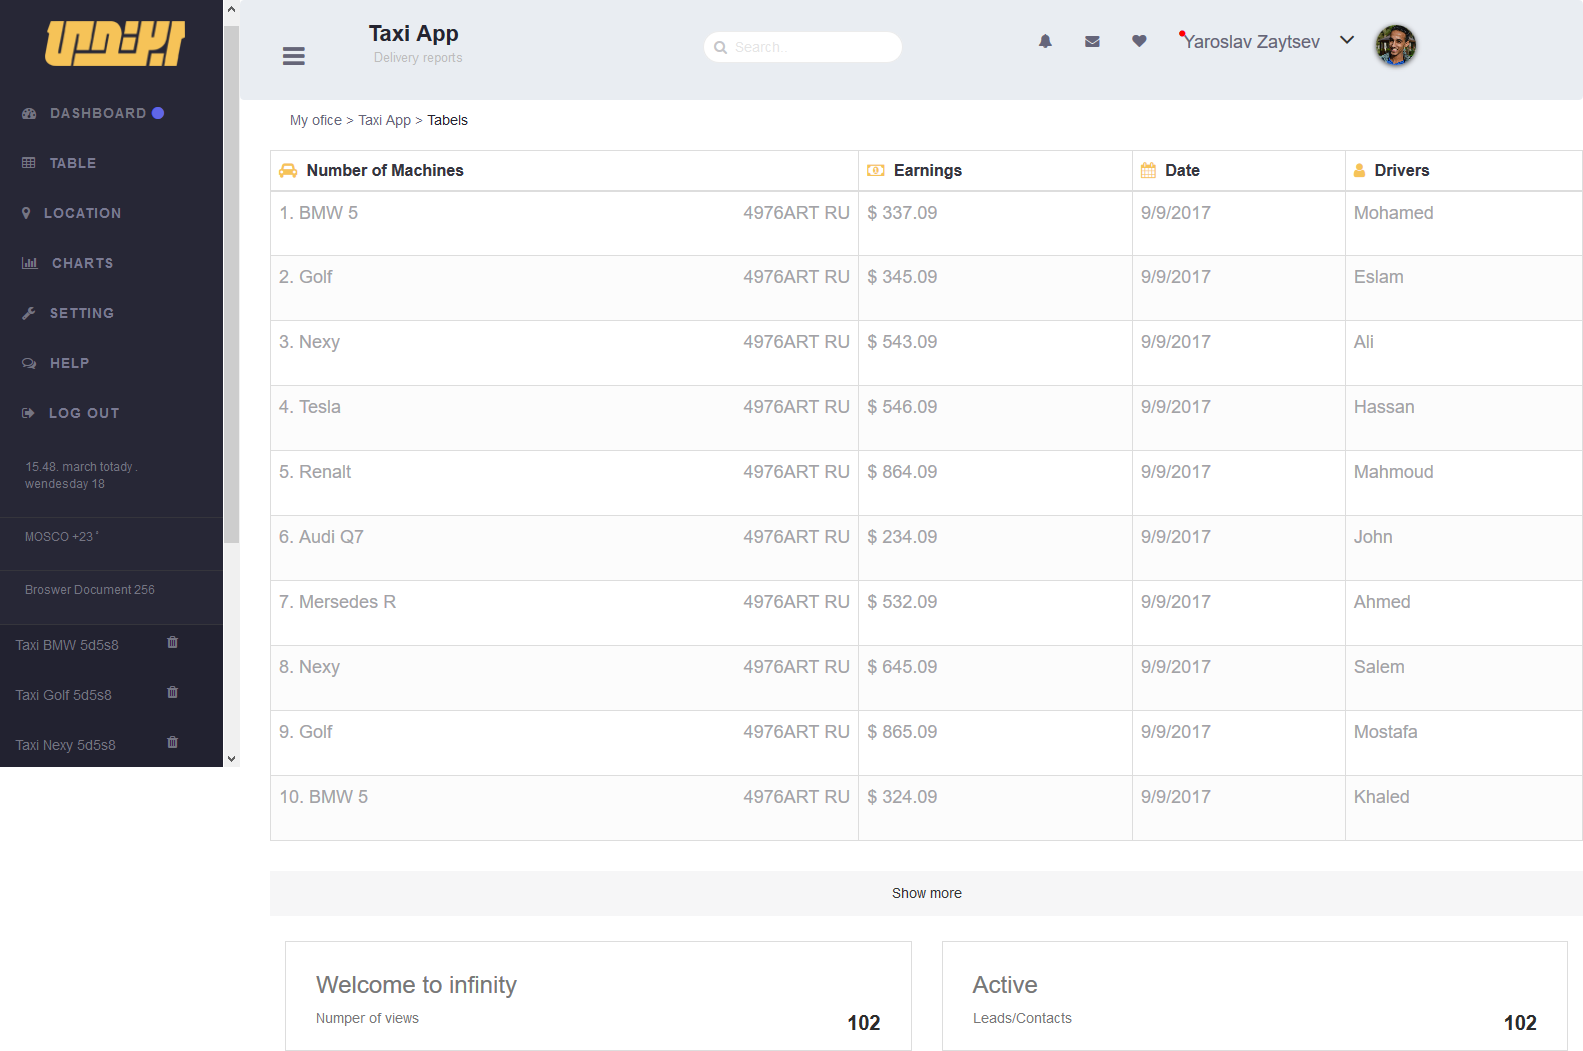 DASHBOARD
TABLE
LOCATION
CHARTS
SETTING
HELP
LOG OUT
15.48. march totady .
wendesday 18
MOSCO +23 °
Broswer Document 256
Taxi BMW 5d5s8
Taxi Golf 5d5s8
Taxi Nexy 5d5s8
Taxi App
Delivery reports
Search..
Yaroslav Zaytsev
My ofice > Taxi App > Tabels
Number of Machines Earnings Date Drivers
1. BMW 5 4976ART RU $ 337.09 9/9/2017 Mohamed
2. Golf 4976ART RU $ 345.09 9/9/2017 Eslam
3. Nexy 4976ART RU $ 543.09 9/9/2017 Ali
4. Tesla 4976ART RU $ 546.09 9/9/2017 Hassan
5. Renalt 4976ART RU $ 864.09 9/9/2017 Mahmoud
6. Audi Q7 4976ART RU $ 234.09 9/9/2017 John
7. Mersedes R 4976ART RU $ 532.09 9/9/2017 Ahmed
8. Nexy 4976ART RU $ 645.09 9/9/2017 Salem
9. Golf 4976ART RU $ 865.09 9/9/2017 Mostafa
10. BMW 5 4976ART RU $ 324.09 9/9/2017 Khaled
Show more
Welcome to infinity
Numper of views 102
Active
Leads/Contacts 102